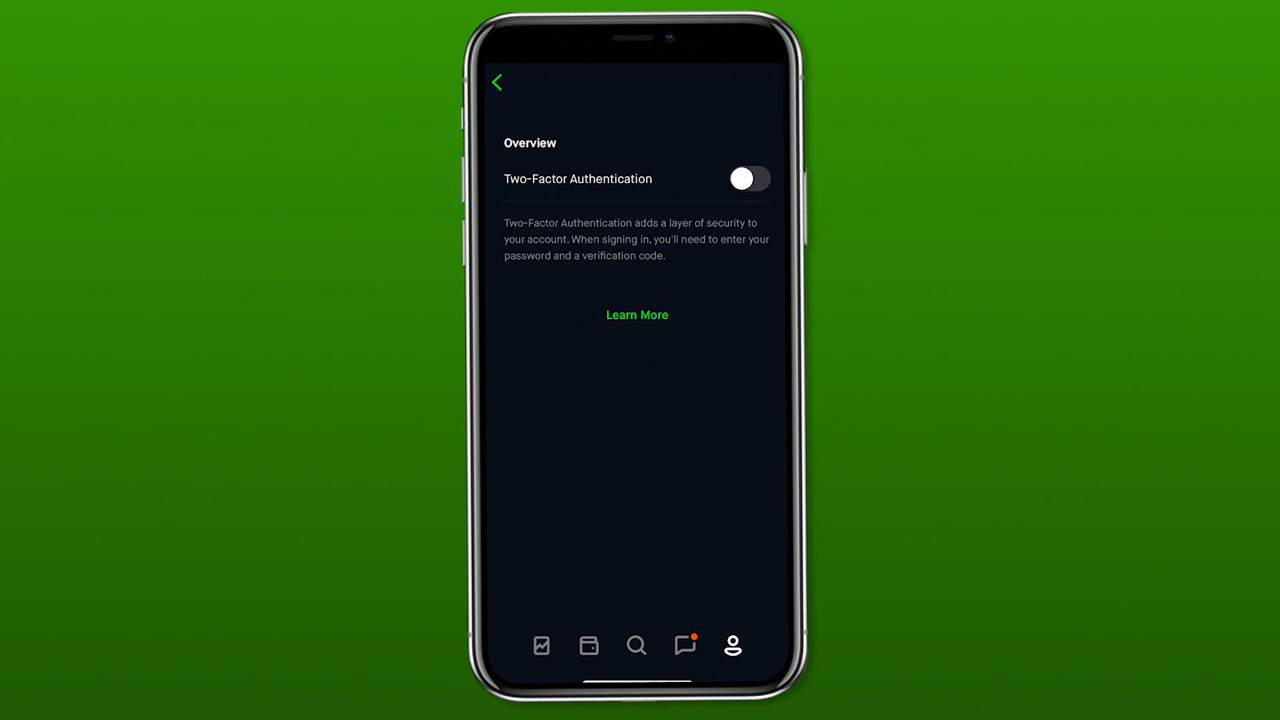 Overview
Two-Factor Authentication
Two-Factor Authentication adds a layer of security to
your account. When signing in, you'll need to enter your
password and a verification code.
Learn More